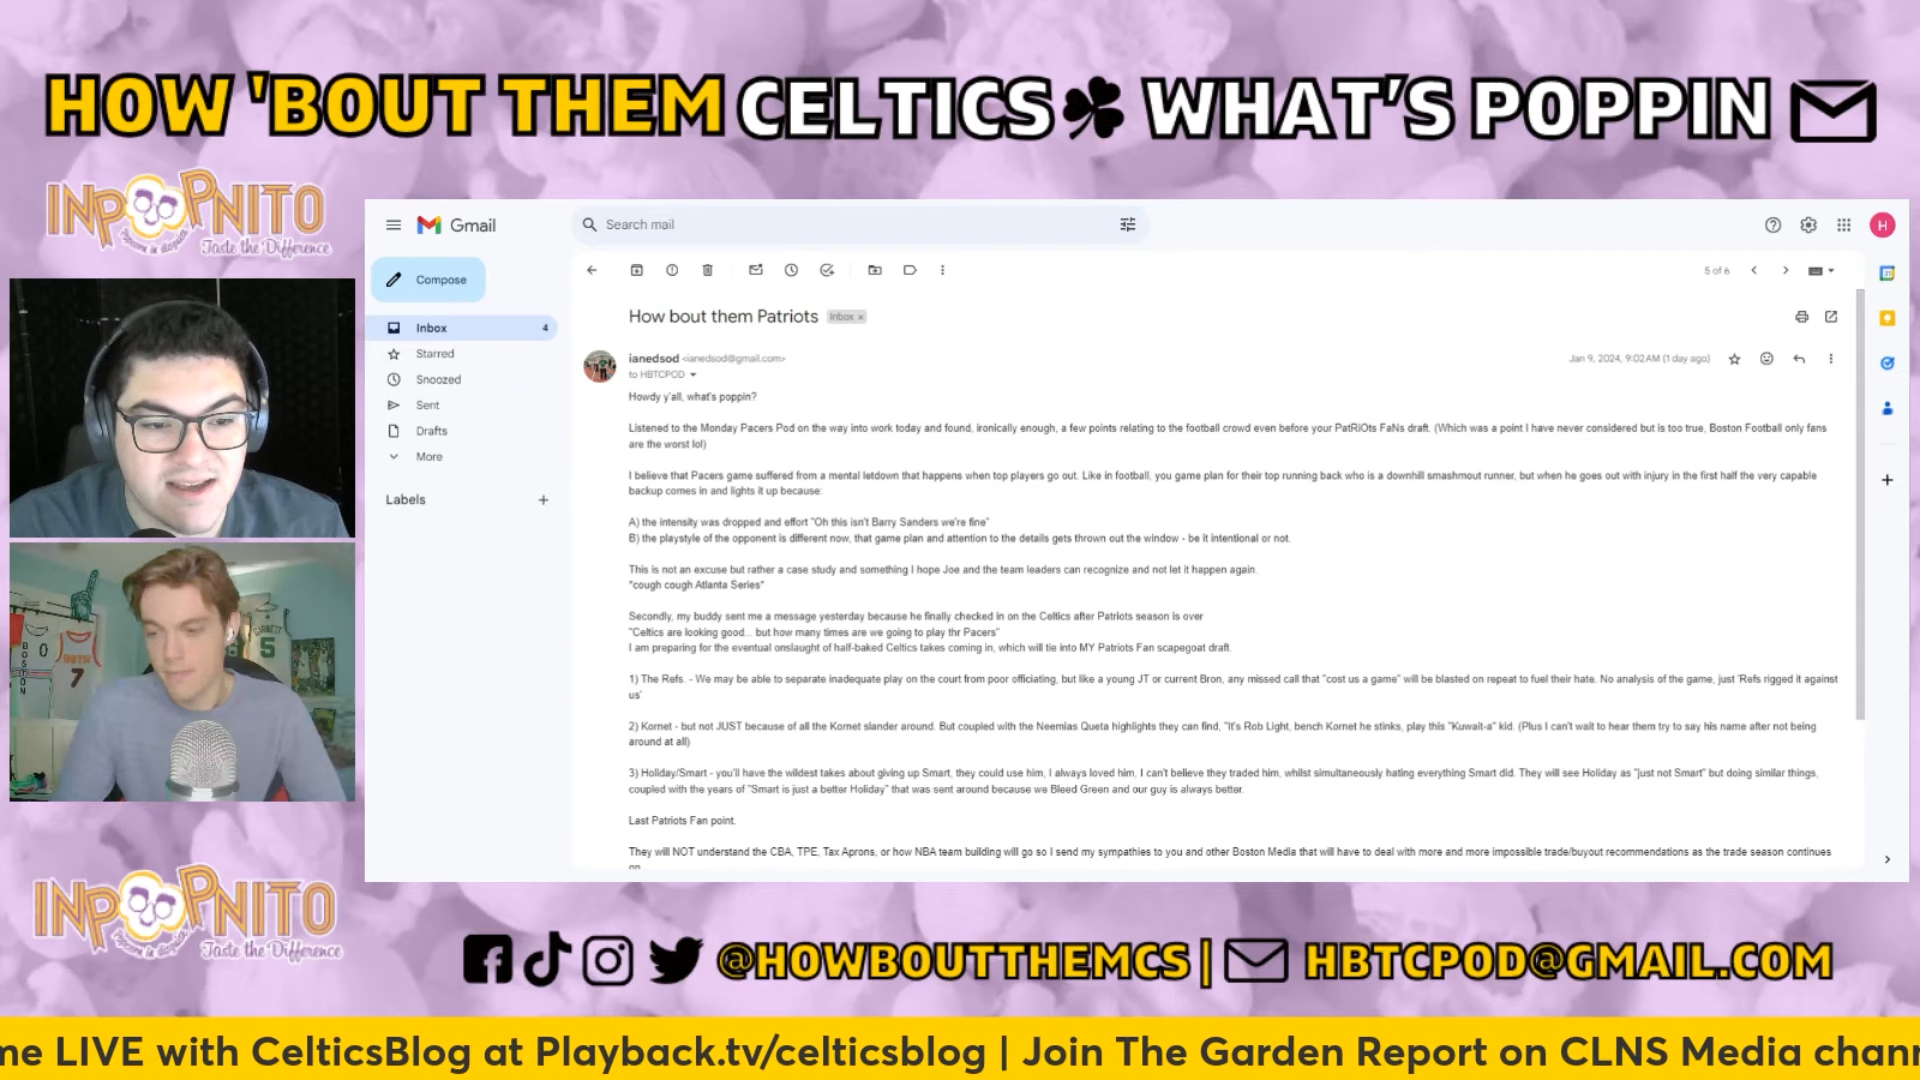 HOW 'BOUT THEM CELTICS WHAT'S POPPIN
INPOPNITO
Popcorn in disguise
Taste the Difference
Gmail
Search mail
H
Compose
5 of 6
Inbox 4
Starred
Snoozed
Sent
Drafts
More
Labels
How bout them Patriots Inbox x
ianedsod <ianedsod@gmail.com>
Jan 9, 2024, 9:02 AM (1 day ago)
to HBTCPOD
Howdy y'all, what's poppin?
Listened to the Monday Pacers Pod on the way into work today and found, ironically enough, a few points relating to the football crowd even before your PatRiOts FaNs draft. (Which was a point I have never considered but is too true, Boston Football only fans
are the worst lol)
I believe that Pacers game suffered from a mental letdown that happens when top players go out. Like in football, you game plan for their top running back who is a downhill smashmout runner, but when he goes out with injury in the first half the very capable
backup comes in and lights it up because:
A) the intensity was dropped and effort "Oh this isn't Barry Sanders we're fine"
B) the playstyle of the opponent is different now, that game plan and attention to the details gets thrown out the window - be it intentional or not.
This is not an excuse but rather a case study and something I hope Joe and the team leaders can recognize and not let it happen again.
*cough cough Atlanta Series*
Secondly, my buddy sent me a message yesterday because he finally checked in on the Celtics after Patriots season is over
"Celtics are looking good... but how many times are we going to play thr Pacers"
I am preparing for the eventual onslaught of half-baked Celtics takes coming in, which will tie into MY Patriots Fan scapegoat draft.
1) The Refs. - We may be able to separate inadequate play on the court from poor officiating, but like a young JT or current Bron, any missed call that "cost us a game" will be blasted on repeat to fuel their hate. No analysis of the game, just 'Refs rigged it against
us'
2) Kornet - but not JUST because of all the Kornet slander around. But coupled with the Neemias Queta highlights they can find, "It's Rob Light, bench Kornet he stinks, play this "Kuwait-a" kid. (Plus I can't wait to hear them try to say his name after not being
around at all)
3) Holiday/Smart - you'll have the wildest takes about giving up Smart, they could use him, I always loved him, I can't believe they traded him, whilst simultaneously hating everything Smart did. They will see Holiday as "just not Smart" but doing similar things,
coupled with the years of "Smart is just a better Holiday" that was sent around because we Bleed Green and our guy is always better.
Last Patriots Fan point.
They will NOT understand the CBA, TPE, Tax Aprons, or how NBA team building will go so I send my sympathies to you and other Boston Media that will have to deal with more and more impossible trade/buyout recommendations as the trade season continues
on
BOSTON
0
7
GARNETT
5
INPOPNITO
Popcorn in disguise
Taste the Difference
@HOWBOUTTHEMCS | HBTCPOD@GMAIL.COM
me LIVE with CelticsBlog at Playback.tv/celticsblog | Join The Garden Report on CLNS Media chann